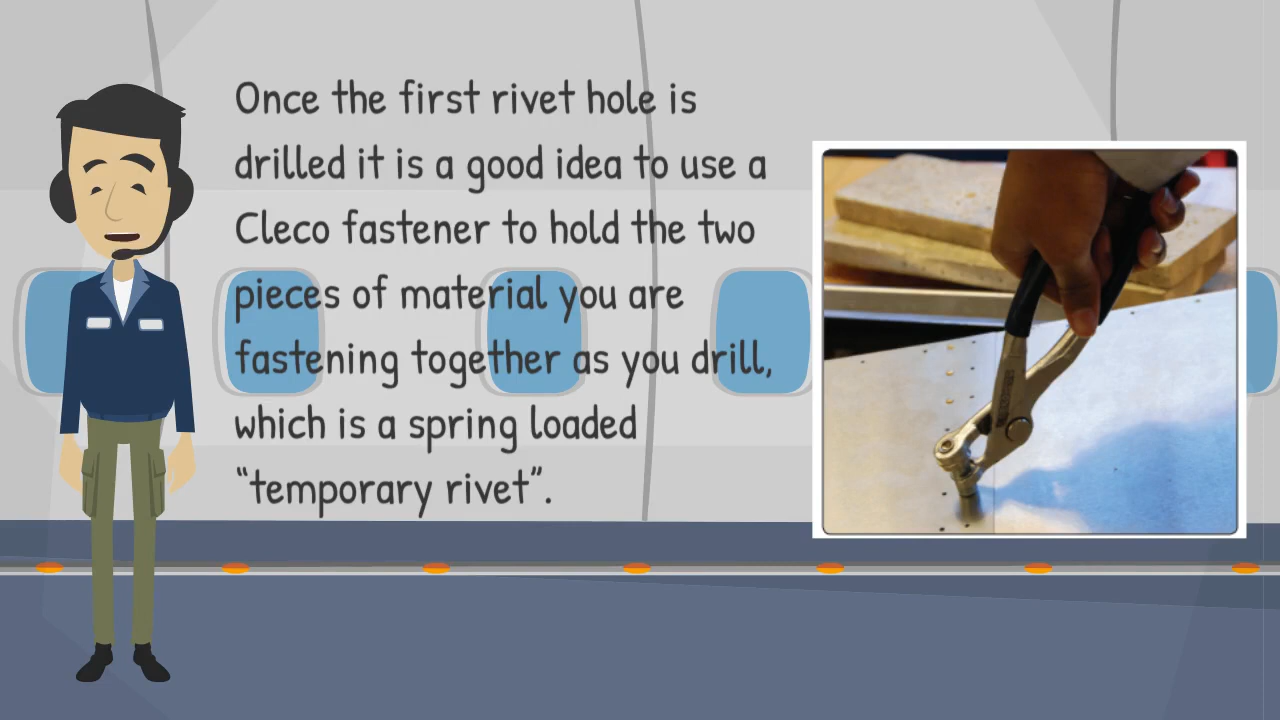 Once the first rivet hole is
drilled it is a good idea to use a
Cleco fastener to hold the two
pieces of material you are
fastening together as you drill,
which is a spring loaded
“temporary rivet”.